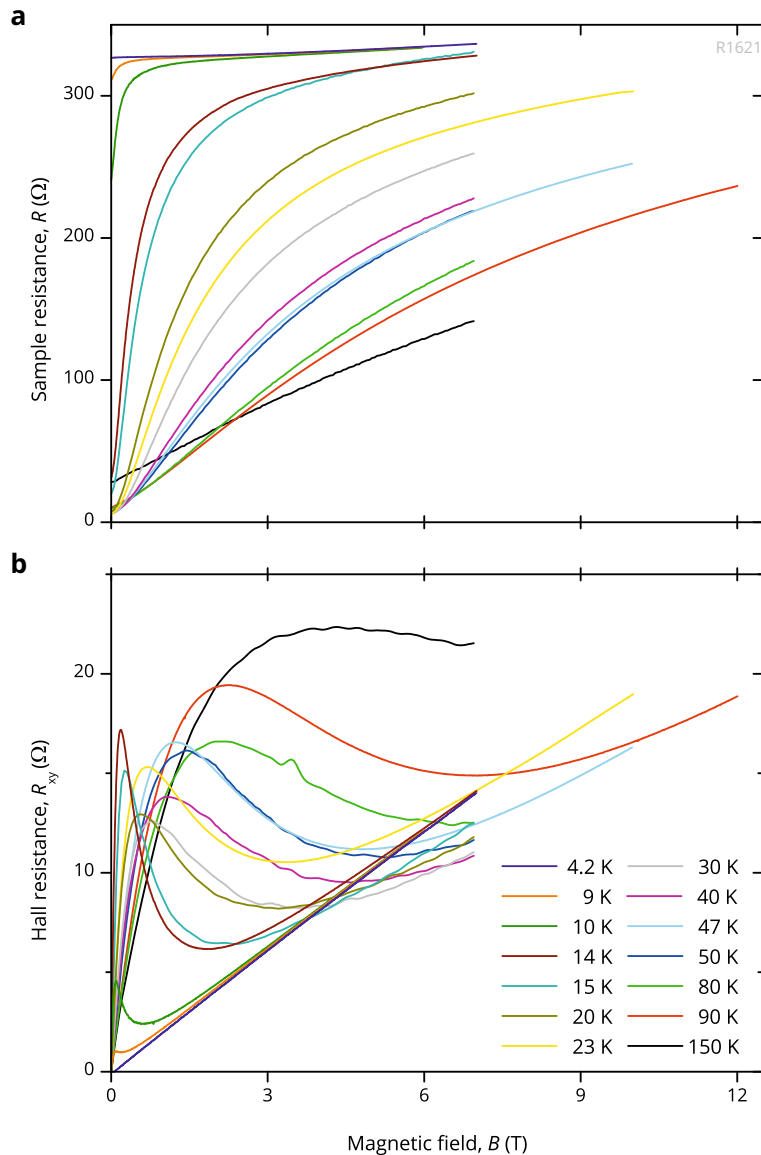 a
R1621
Sample resistance, R (Ω)
300
200
100
0
b
Hall resistance, Rxy (Ω)
20
10
0
4.2 K 30 K
9 K 40 K
10 K 47 K
14 K 50 K
15 K 80 K
20 K 90 K
23 K 150 K
0 3 6 9 12
Magnetic field, B (T)